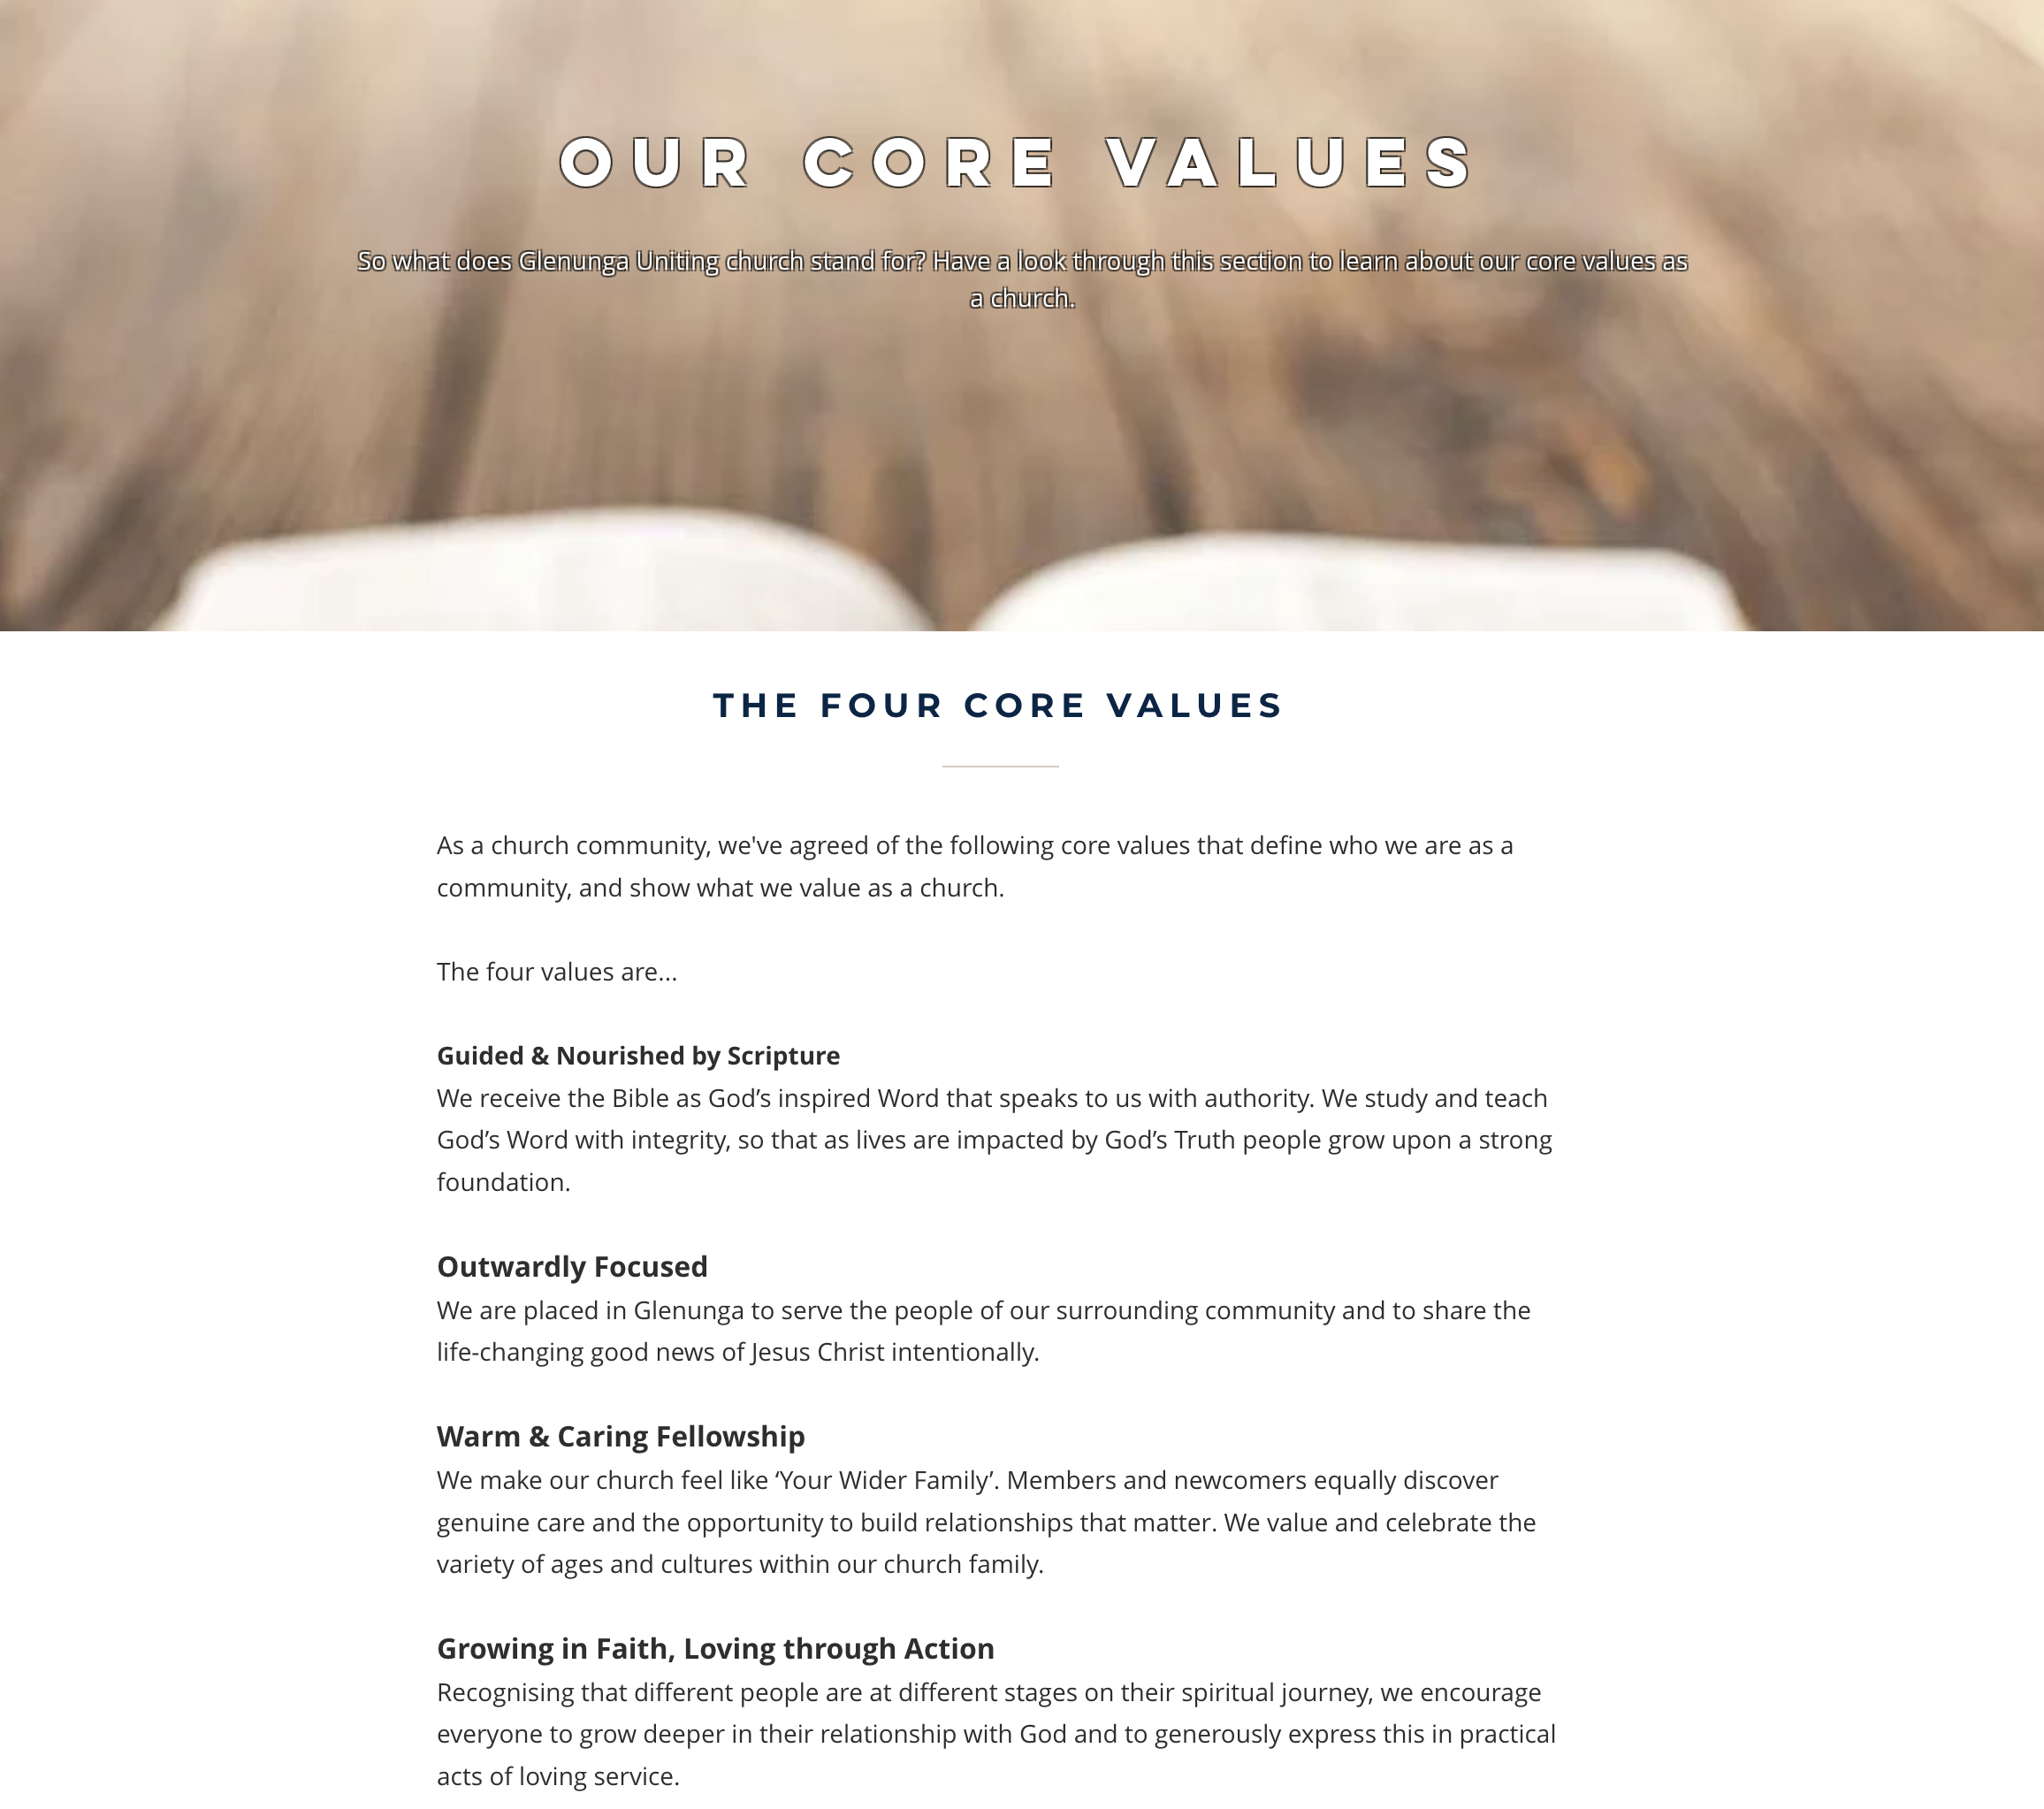 OUR CORE VALUES
So what does Glenunga Uniting church stand for? Have a look through this section to learn about our core values as
a church.
THE FOUR CORE VALUES
As a church community, we've agreed of the following core values that define who we are as a
community, and show what we value as a church.
The four values are...
Guided & Nourished by Scripture
We receive the Bible as God’s inspired Word that speaks to us with authority. We study and teach
God’s Word with integrity, so that as lives are impacted by God’s Truth people grow upon a strong
foundation.
Outwardly Focused
We are placed in Glenunga to serve the people of our surrounding community and to share the
life-changing good news of Jesus Christ intentionally.
Warm & Caring Fellowship
We make our church feel like ‘Your Wider Family’. Members and newcomers equally discover
genuine care and the opportunity to build relationships that matter. We value and celebrate the
variety of ages and cultures within our church family.
Growing in Faith, Loving through Action
Recognising that different people are at different stages on their spiritual journey, we encourage
everyone to grow deeper in their relationship with God and to generously express this in practical
acts of loving service.